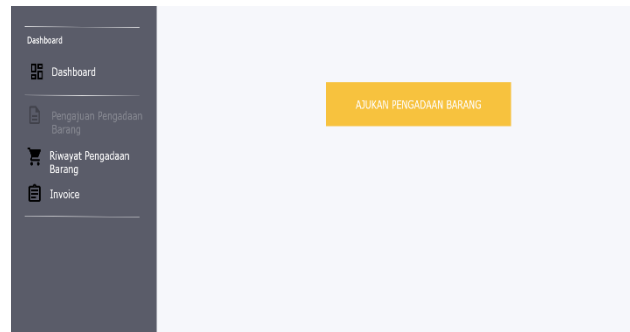 Dashboard
Dashboard
Pengajuan Pengadaan
Barang
Riwayat Pengadaan
Barang
Invoice
AJUKAN PENGADAAN BARANG